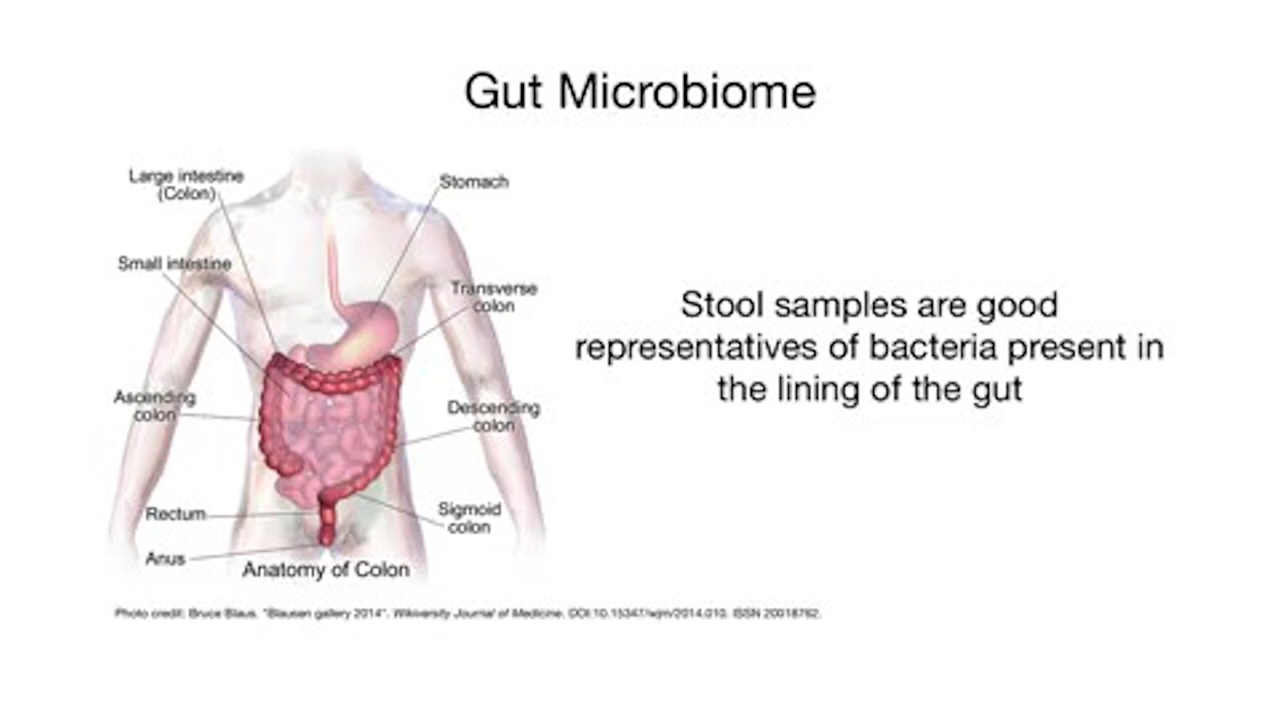 Gut Microbiome
Large intestine
(Colon)
Stomach
Small intestine
Transverse
colon
Stool samples are good
representatives of bacteria present in
the lining of the gut
Ascending
colon
Descending
colon
Rectum
Sigmoid
colon
Anus
Anatomy of Colon
Photo credit: Bruce Blaus. "Blausen gallery 2014". Wikiversity Journal of Medicine. DOI:10.15347/wjm/2014.010. ISSN 20018762.